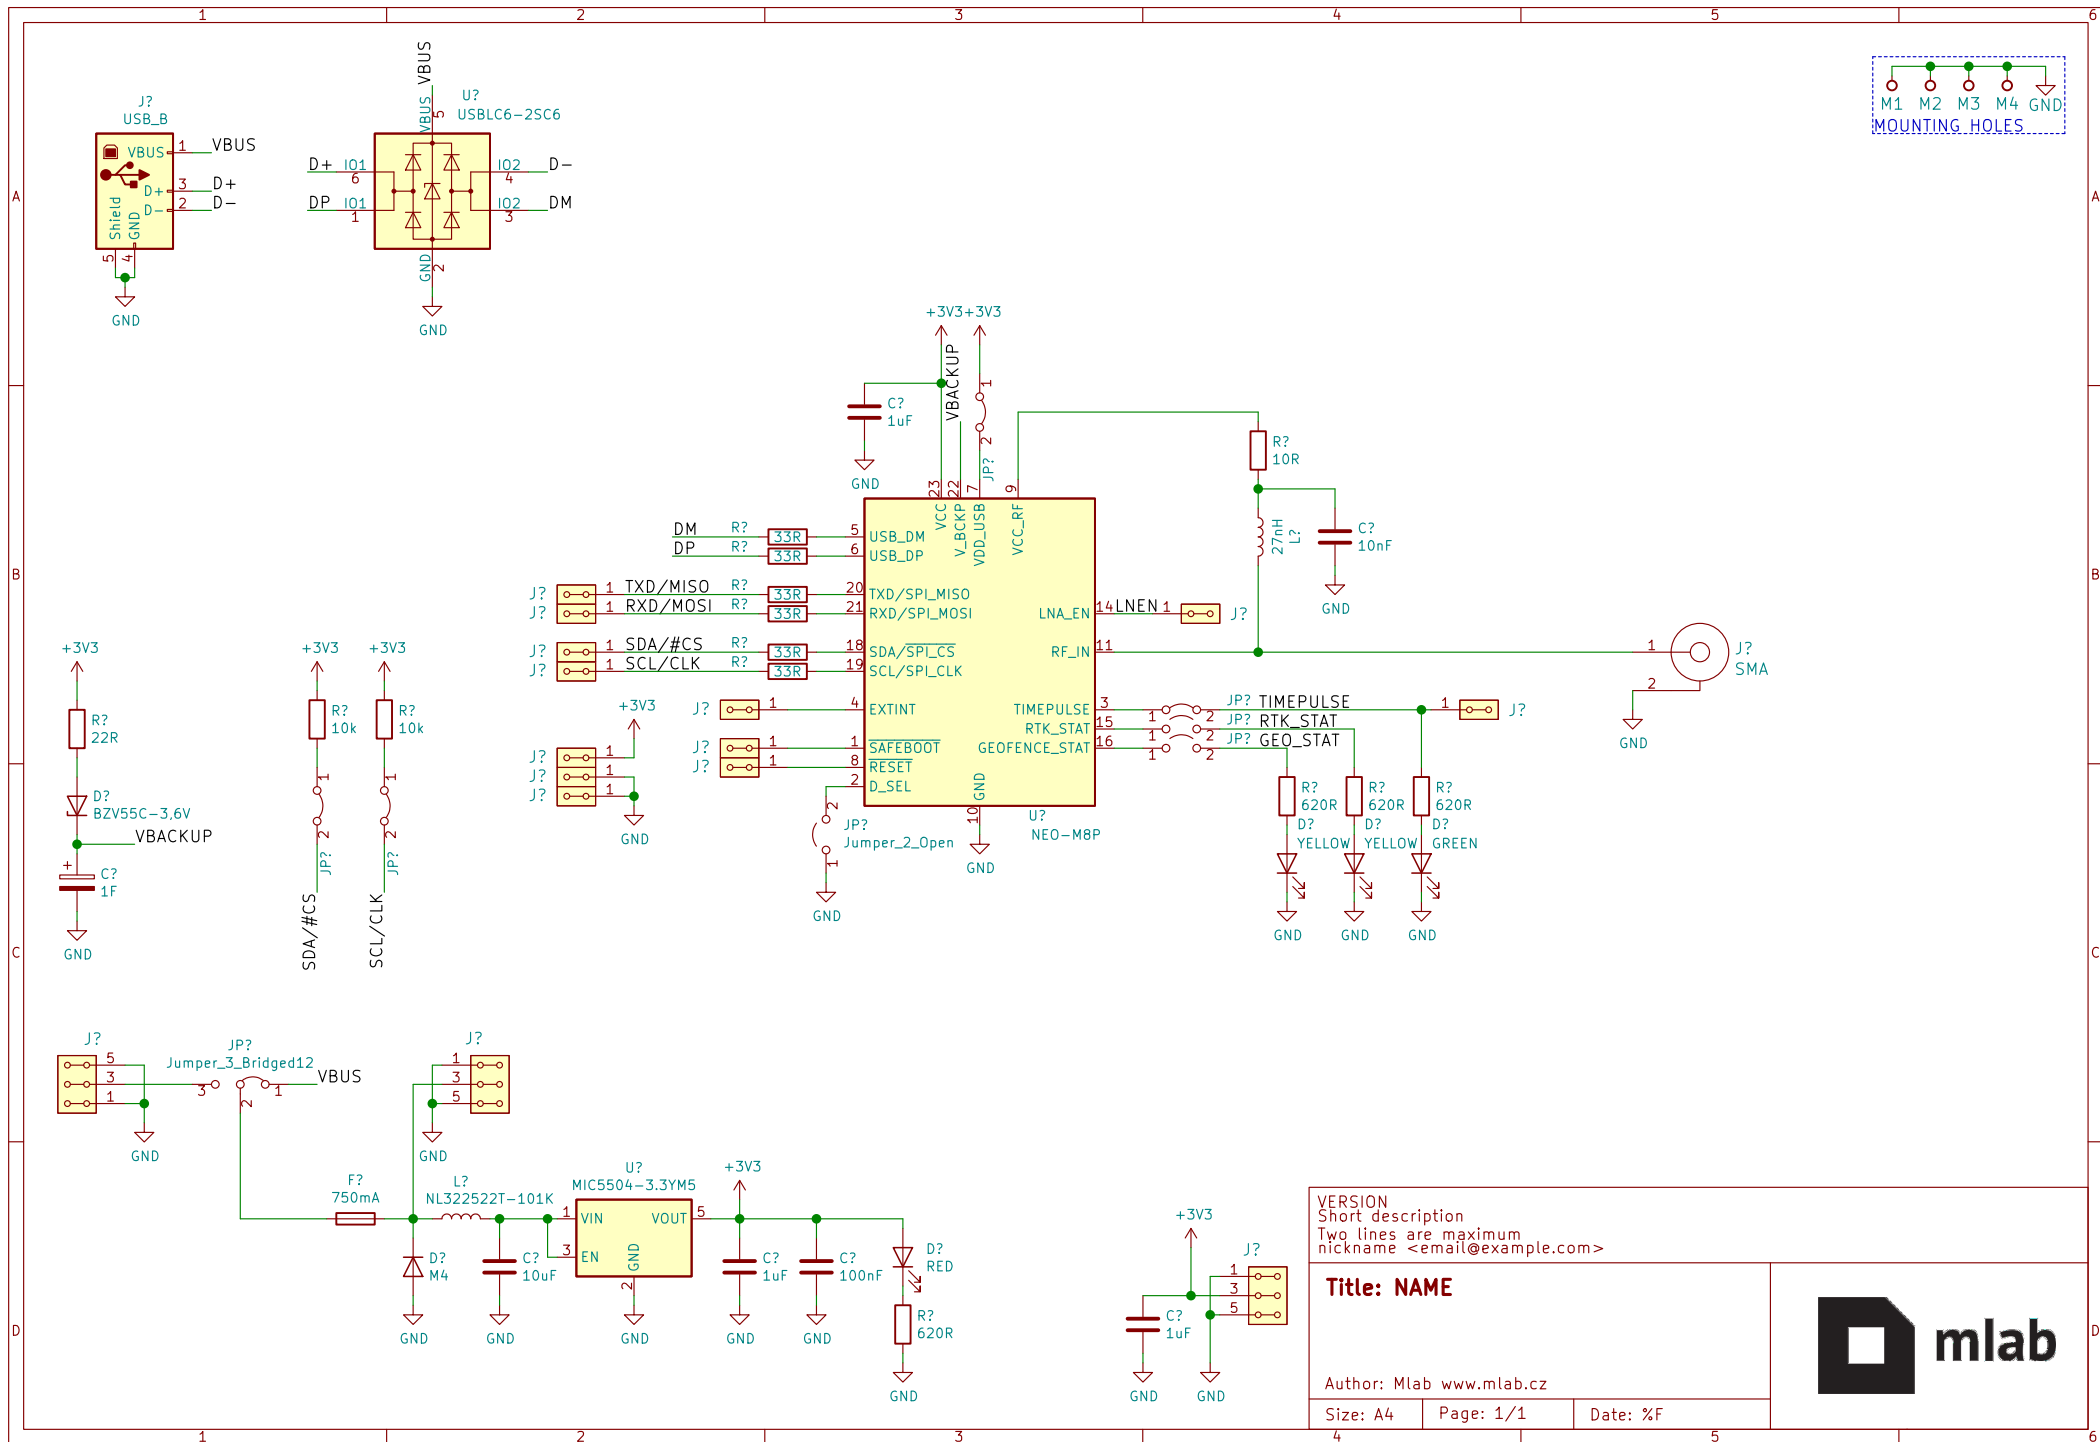 1 2 3 4 5 6
A
B
C
D
A
B
C
D
1 2 3 4 5 6
J?
USB_B
VBUS
D+
D-
Shield
GND
1
3
2
5
4
VBUS
D+
D-
GND
VBUS
U?
USBLC6-2SC6
VBUS
5
D+
IO1
6
DP
IO1
1
IO2
4
D-
IO2
3
DM
GND
2
GND
M1 M2 M3 M4 GND
MOUNTING HOLES
+3V3
+3V3
VBACKUP
C?
1uF
GND
1
2
JP?
R?
10R
27nH
L?
C?
10nF
GND
23
22
7
9
VCC
V_BCKP
VDD_USB
VCC_RF
DM
R?
33R
5
USB_DM
DP
R?
33R
6
USB_DP
J?
1
TXD/MISO
R?
33R
20
TXD/SPI_MISO
J?
1
RXD/MOSI
R?
33R
21
RXD/SPI_MOSI
J?
1
SDA/#CS
R?
33R
18
SDA/SPI_CS
J?
1
SCL/CLK
R?
33R
19
SCL/SPI_CLK
J?
1
4
EXTINT
J?
1
1
SAFEBOOT
J?
1
8
RESET
2
D_SEL
LNA_EN
14
LNEN
1
J?
RF_IN
11
1
J?
SMA
2
GND
TIMEPULSE
3
1
2
JP?
TIMEPULSE
1
J?
RTK_STAT
15
1
2
JP?
RTK_STAT
GEOFENCE_STAT
16
1
2
JP?
GEO_STAT
GND
10
U?
NEO-M8P
GND
2
1
JP?
Jumper_2_Open
GND
+3V3
J?
1
J?
1
J?
1
GND
R?
620R
R?
620R
R?
620R
D?
YELLOW
D?
YELLOW
D?
GREEN
GND
GND
GND
+3V3
R?
22R
D?
BZV55C-3,6V
VBACKUP
+
C?
1F
GND
+3V3
R?
10k
1
2
JP?
SDA/#CS
+3V3
R?
10k
1
2
JP?
SCL/CLK
J?
5
3
1
GND
JP?
Jumper_3_Bridged12
3
2
1
VBUS
J?
1
3
5
GND
F?
750mA
L?
NL322522T-101K
D?
M4
GND
C?
10uF
GND
U?
MIC5504-3.3YM5
1
VIN
3
EN
VOUT
5
GND
2
GND
+3V3
C?
1uF
GND
C?
100nF
GND
D?
RED
R?
620R
GND
+3V3
J?
1
3
5
C?
1uF
GND
GND
VERSION
Short description
Two lines are maximum
nickname <email@example.com>
Title: NAME
Author: Mlab www.mlab.cz
Size: A4
Page: 1/1
Date: %F
mlab